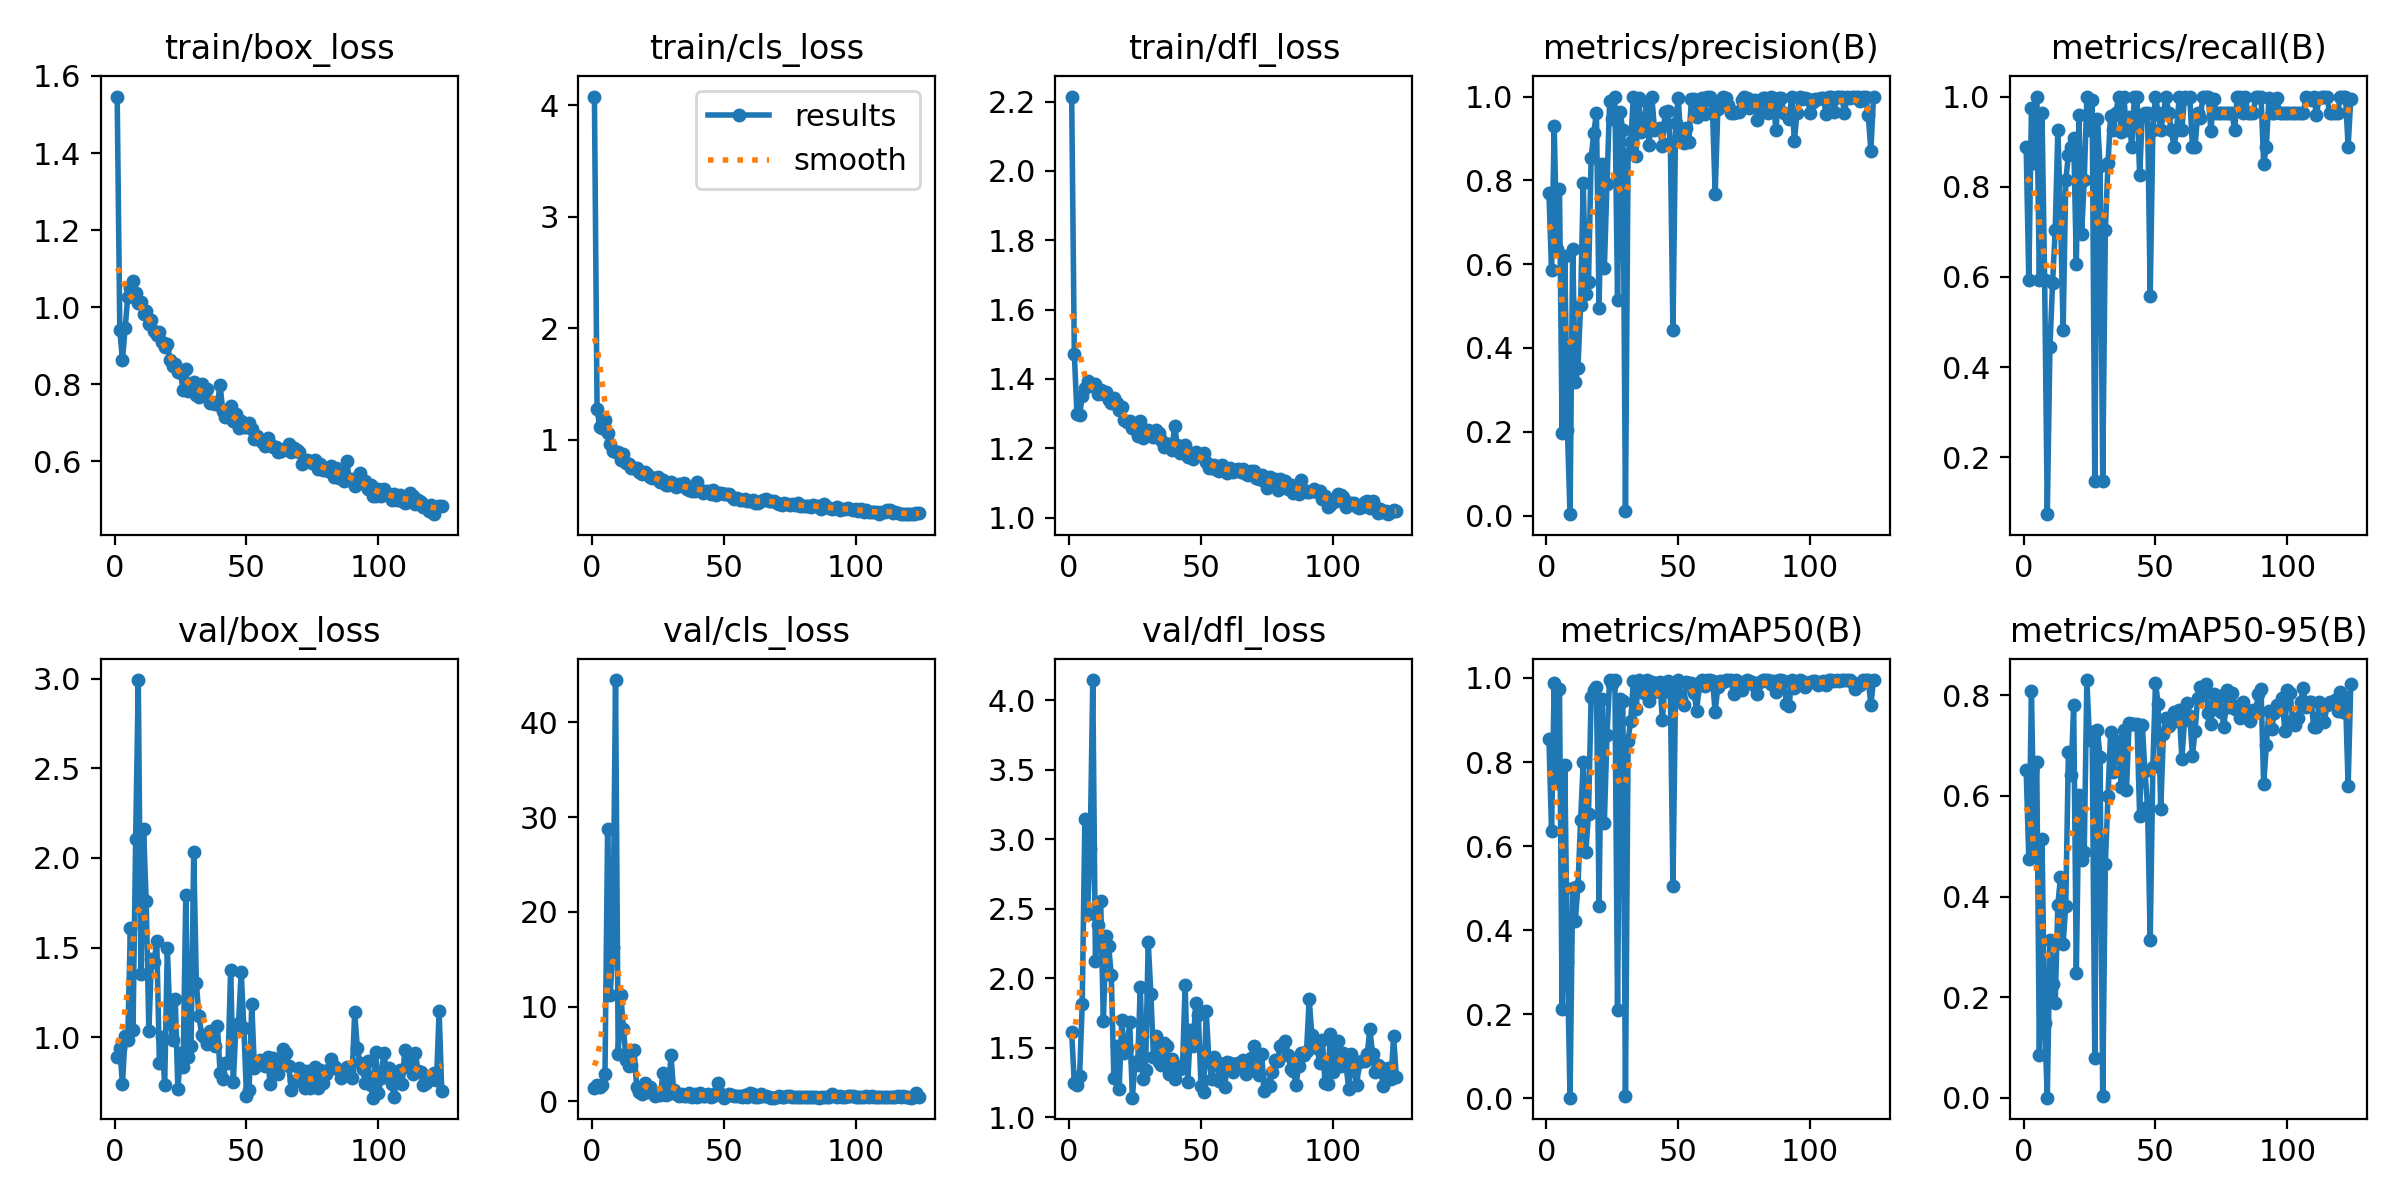 train/box_loss
1.6
1.4
1.2
1.0
0.8
0.6
0 50 100
train/cls_loss
results
smooth
4
3
2
1
0 50 100
train/dfl_loss
2.2
2.0
1.8
1.6
1.4
1.2
1.0
0 50 100
metrics/precision(B)
1.0
0.8
0.6
0.4
0.2
0.0
0 50 100
metrics/recall(B)
1.0
0.8
0.6
0.4
0.2
0 50 100
val/box_loss
3.0
2.5
2.0
1.5
1.0
0 50 100
val/cls_loss
40
30
20
10
0
0 50 100
val/dfl_loss
4.0
3.5
3.0
2.5
2.0
1.5
1.0
0 50 100
metrics/mAP50(B)
1.0
0.8
0.6
0.4
0.2
0.0
0 50 100
metrics/mAP50-95(B)
0.8
0.6
0.4
0.2
0.0
0 50 100